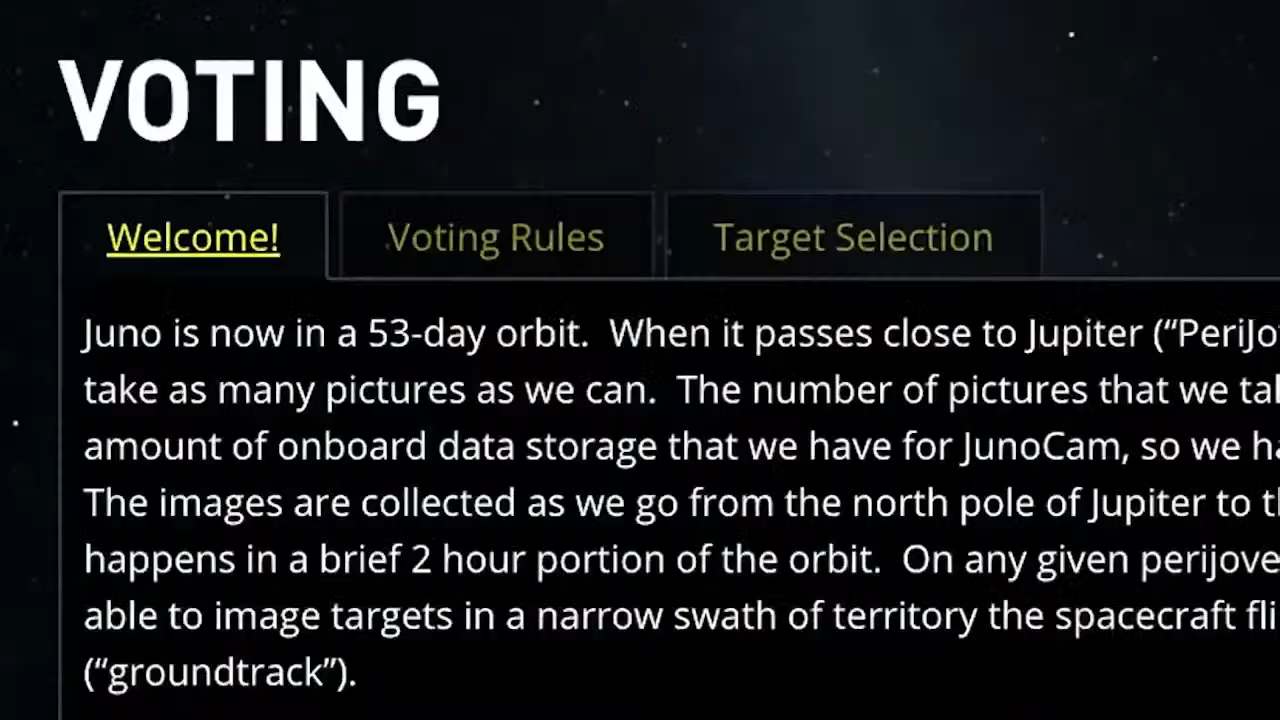 VOTING
Welcome! Voting Rules Target Selection
Juno is now in a 53-day orbit.  When it passes close to Jupiter (“PeriJo
take as many pictures as we can.  The number of pictures that we tal
amount of onboard data storage that we have for JunoCam, so we ha
The images are collected as we go from the north pole of Jupiter to th
happens in a brief 2 hour portion of the orbit.  On any given perijove
able to image targets in a narrow swath of territory the spacecraft fli
(“groundtrack”).